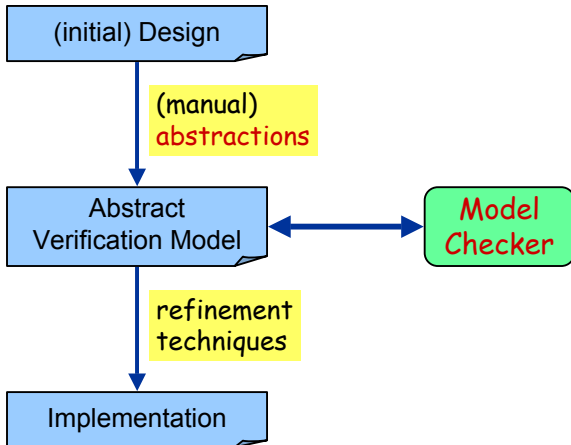 (initial) Design
(manual)
abstractions
Abstract
Verification Model
Model
Checker
refinement
techniques
Implementation